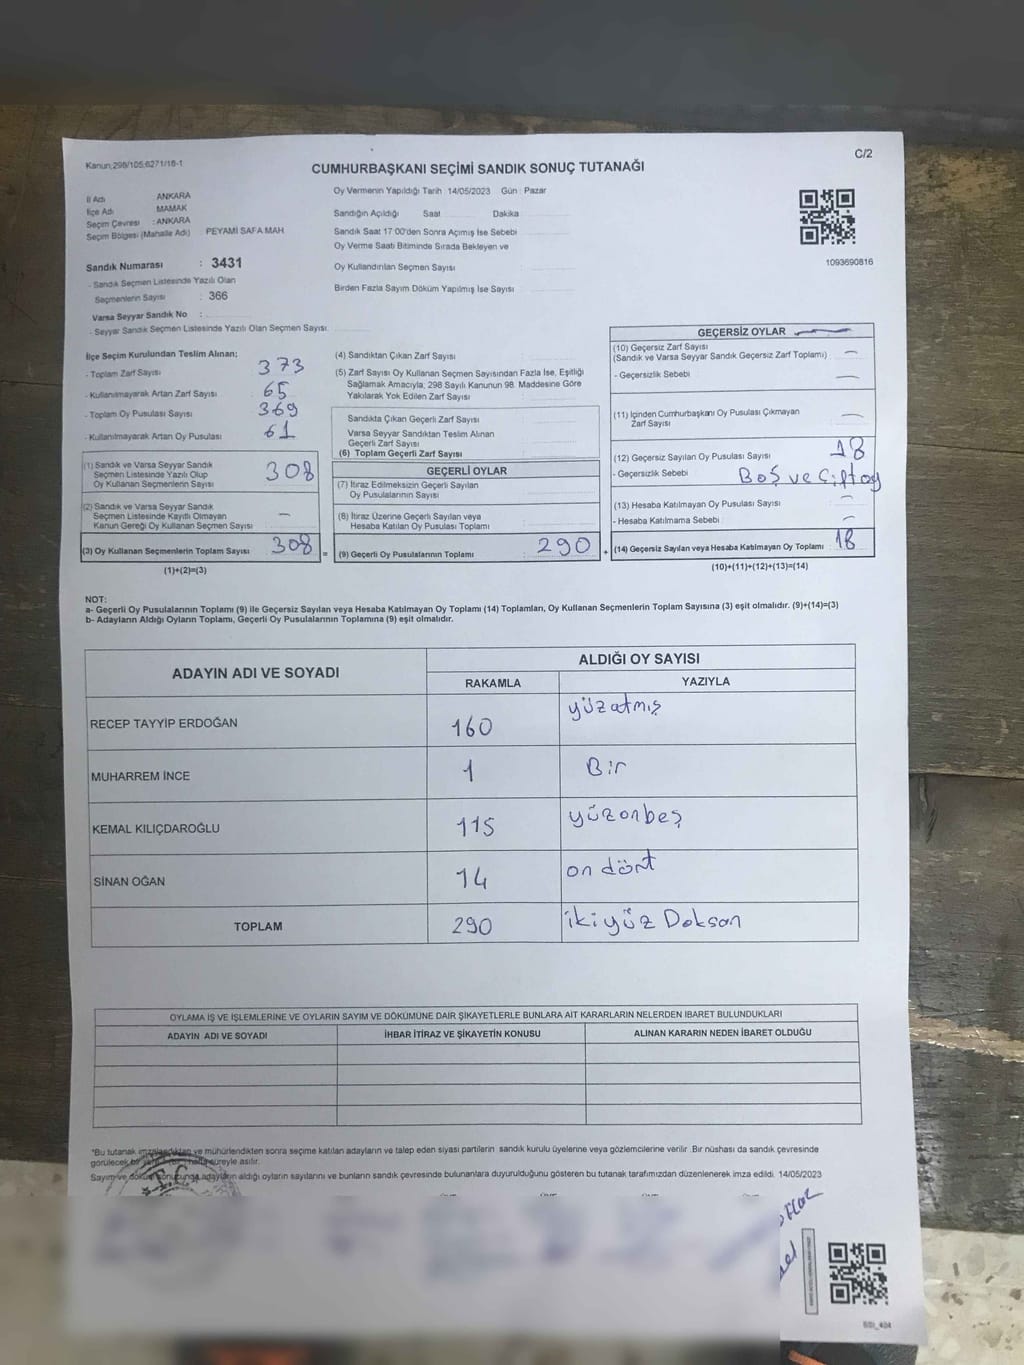 Kanun;298/105;6271/18-1
C/2
CUMHURBAŞKANI SEÇİMİ SANDIK SONUÇ TUTANAĞI
İl Adı ANKARA
İlçe Adı MAMAK
Seçim Çevresi : ANKARA
Seçim Bölgesi (Mahalle Adı) : PEYAMİ SAFA MAH
Sandık Numarası : 3431
- Sandık Seçmen Listesinde Yazılı Olan
Seçmenlerin Sayısı : 366
Varsa Seyyar Sandık No :
- Seyyar Sandık Seçmen Listesinde Yazılı Olan Seçmen Sayısı
Oy Vermenin Yapıldığı Tarih : 14/05/2023 Gün : Pazar
Sandığın Açıldığı Saat Dakika
Sandık Saat 17.00'den Sonra Açımış İse Sebebi
Oy Verme Saati Bitiminde Sırada Bekleyen ve
Oy Kullandırılan Seçmen Sayısı
Birden Fazla Sayım Döküm Yapılmış İse Sayısı
1093690816
İlçe Seçim Kurulundan Teslim Alınan;
- Toplam Zarf Sayısı 373
- Kullanılmayarak Artan Zarf Sayısı 65
- Toplam Oy Pusulası Sayısı 369
- Kullanılmayarak Artan Oy Pusulası 61
(1) Sandık ve Varsa Seyyar Sandık
Seçmen Listesinde Yazılı Olup
Oy Kullanan Seçmenlerin Sayısı 308
(2) Sandık ve Varsa Seyyar Sandık
Seçmen Listesinde Kayıtlı Olmayan
Kanun Gereği Oy Kullanan Seçmen Sayısı –
(3) Oy Kullanan Seçmenlerin Toplam Sayısı 308 =
(1)+(2)=(3)
(4) Sandıktan Çıkan Zarf Sayısı
(5) Zarf Sayısı Oy Kullanan Seçmen Sayısından Fazla İse, Eşitliği
Sağlamak Amacıyla, 298 Sayılı Kanunun 98. Maddesine Göre
Yakılarak Yok Edilen Zarf Sayısı
Sandıkta Çıkan Geçerli Zarf Sayısı
Varsa Seyyar Sandıktan Teslim Alınan
Geçerli Zarf Sayısı
(6) Toplam Geçerli Zarf Sayısı
GEÇERLİ OYLAR
(7) İtiraz Edilmeksizin Geçerli Sayılan
Oy Pusulalarının Sayısı
(8) İtiraz Üzerine Geçerli Sayılan veya
Hesaba Katılan Oy Pusulası Toplamı
(9) Geçerli Oy Pusulalarının Toplamı 290 +
GEÇERSİZ OYLAR
(10) Geçersiz Zarf Sayısı
(Sandık ve Varsa Seyyar Sandık Geçersiz Zarf Toplamı) –
- Geçersizlik Sebebi –
(11) İçinden Cumhurbaşkanı Oy Pusulası Çıkmayan
Zarf Sayısı –
(12) Geçersiz Sayılan Oy Pusulası Sayısı 18
- Geçersizlik Sebebi Boş ve Çift oy
(13) Hesaba Katılmayan Oy Pusulası Sayısı –
- Hesaba Katılmama Sebebi –
(14) Geçersiz Sayılan veya Hesaba Katılmayan Oy Toplamı 18
(10)+(11)+(12)+(13)=(14)
NOT:
a- Geçerli Oy Pusulalarının Toplamı (9) ile Geçersiz Sayılan veya Hesaba Katılmayan Oy Toplamı (14) Toplamları, Oy Kullanan Seçmenlerin Toplam Sayısına (3) eşit olmalıdır. (9)+(14)=(3)
b- Adayların Aldığı Oyların Toplamı, Geçerli Oy Pusulalarının Toplamına (9) eşit olmalıdır.
ADAYIN ADI VE SOYADI ALDIĞI OY SAYISI
RAKAMLA YAZIYLA
RECEP TAYYİP ERDOĞAN 160 yüzatmış
MUHARREM İNCE 1 Bir
KEMAL KILIÇDAROĞLU 115 yüzonbeş
SİNAN OĞAN 14 on dört
TOPLAM 290 ikiyüz Dokson
OYLAMA İŞ VE İŞLEMLERİNE VE OYLARIN SAYIM VE DÖKÜMÜNE DAİR ŞİKAYETLERLE BUNLARA AİT KARARLARIN NELERDEN İBARET BULUNDUKLARI
ADAYIN ADI VE SOYADI İHBAR İTİRAZ VE ŞİKAYETİN KONUSU ALINAN KARARIN NEDEN İBARET OLDUĞU
"Bu tutanak imzalandıktan ve mühürlendikten sonra seçime katılan adayların ve talep eden siyasi partilerin sandık kurulu üyelerine veya gözlemcilerine verilir. Bir nüshası da sandık çevresinde
görülecek bir yere bir hafta süreyle asılır.
Sayım ve döküm sonucunda adayların aldığı oyların sayılarını ve bunların sandık çevresinde bulunanlara duyurulduğunu gösteren bu tutanak tarafımızdan düzenlenerek imza edildi. 14/05/2023
T.C.